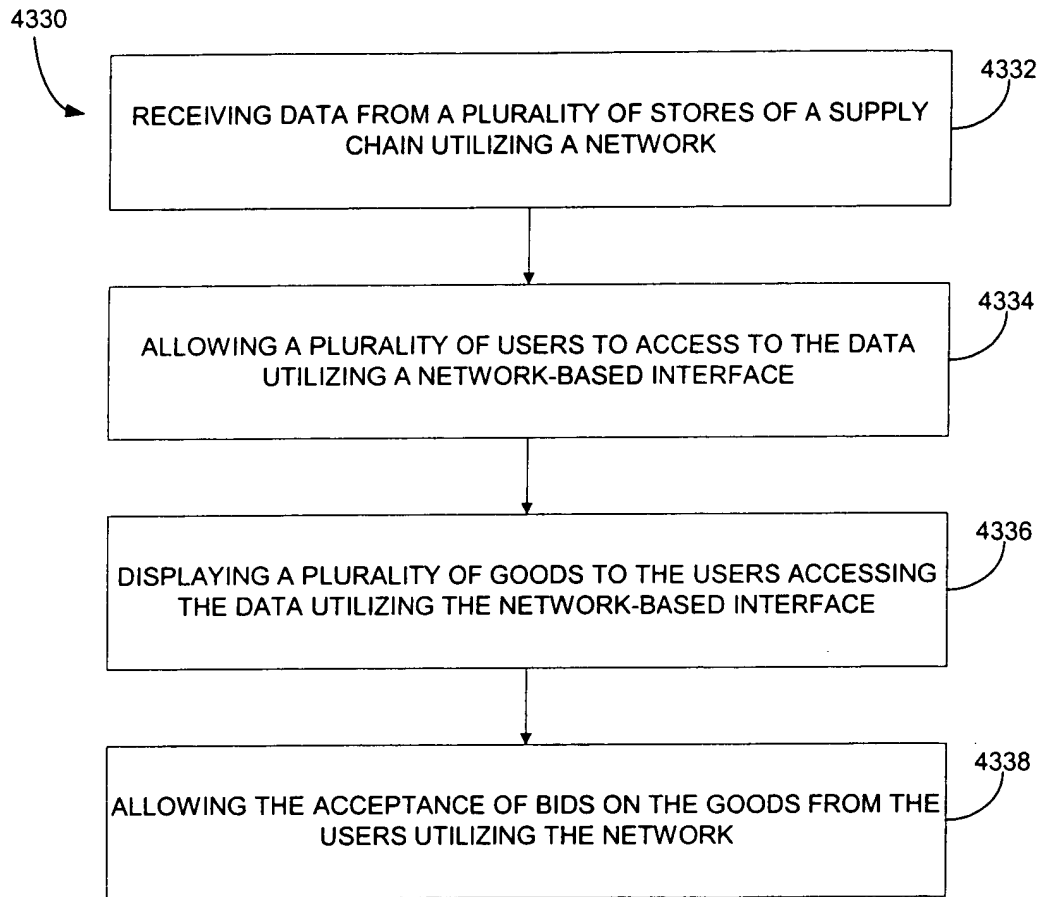 4330
4332
RECEIVING DATA FROM A PLURALITY OF STORES OF A SUPPLY
CHAIN UTILIZING A NETWORK
4334
ALLOWING A PLURALITY OF USERS TO ACCESS TO THE DATA
UTILIZING A NETWORK-BASED INTERFACE
4336
DISPLAYING A PLURALITY OF GOODS TO THE USERS ACCESSING
THE DATA UTILIZING THE NETWORK-BASED INTERFACE
4338
ALLOWING THE ACCEPTANCE OF BIDS ON THE GOODS FROM THE
USERS UTILIZING THE NETWORK